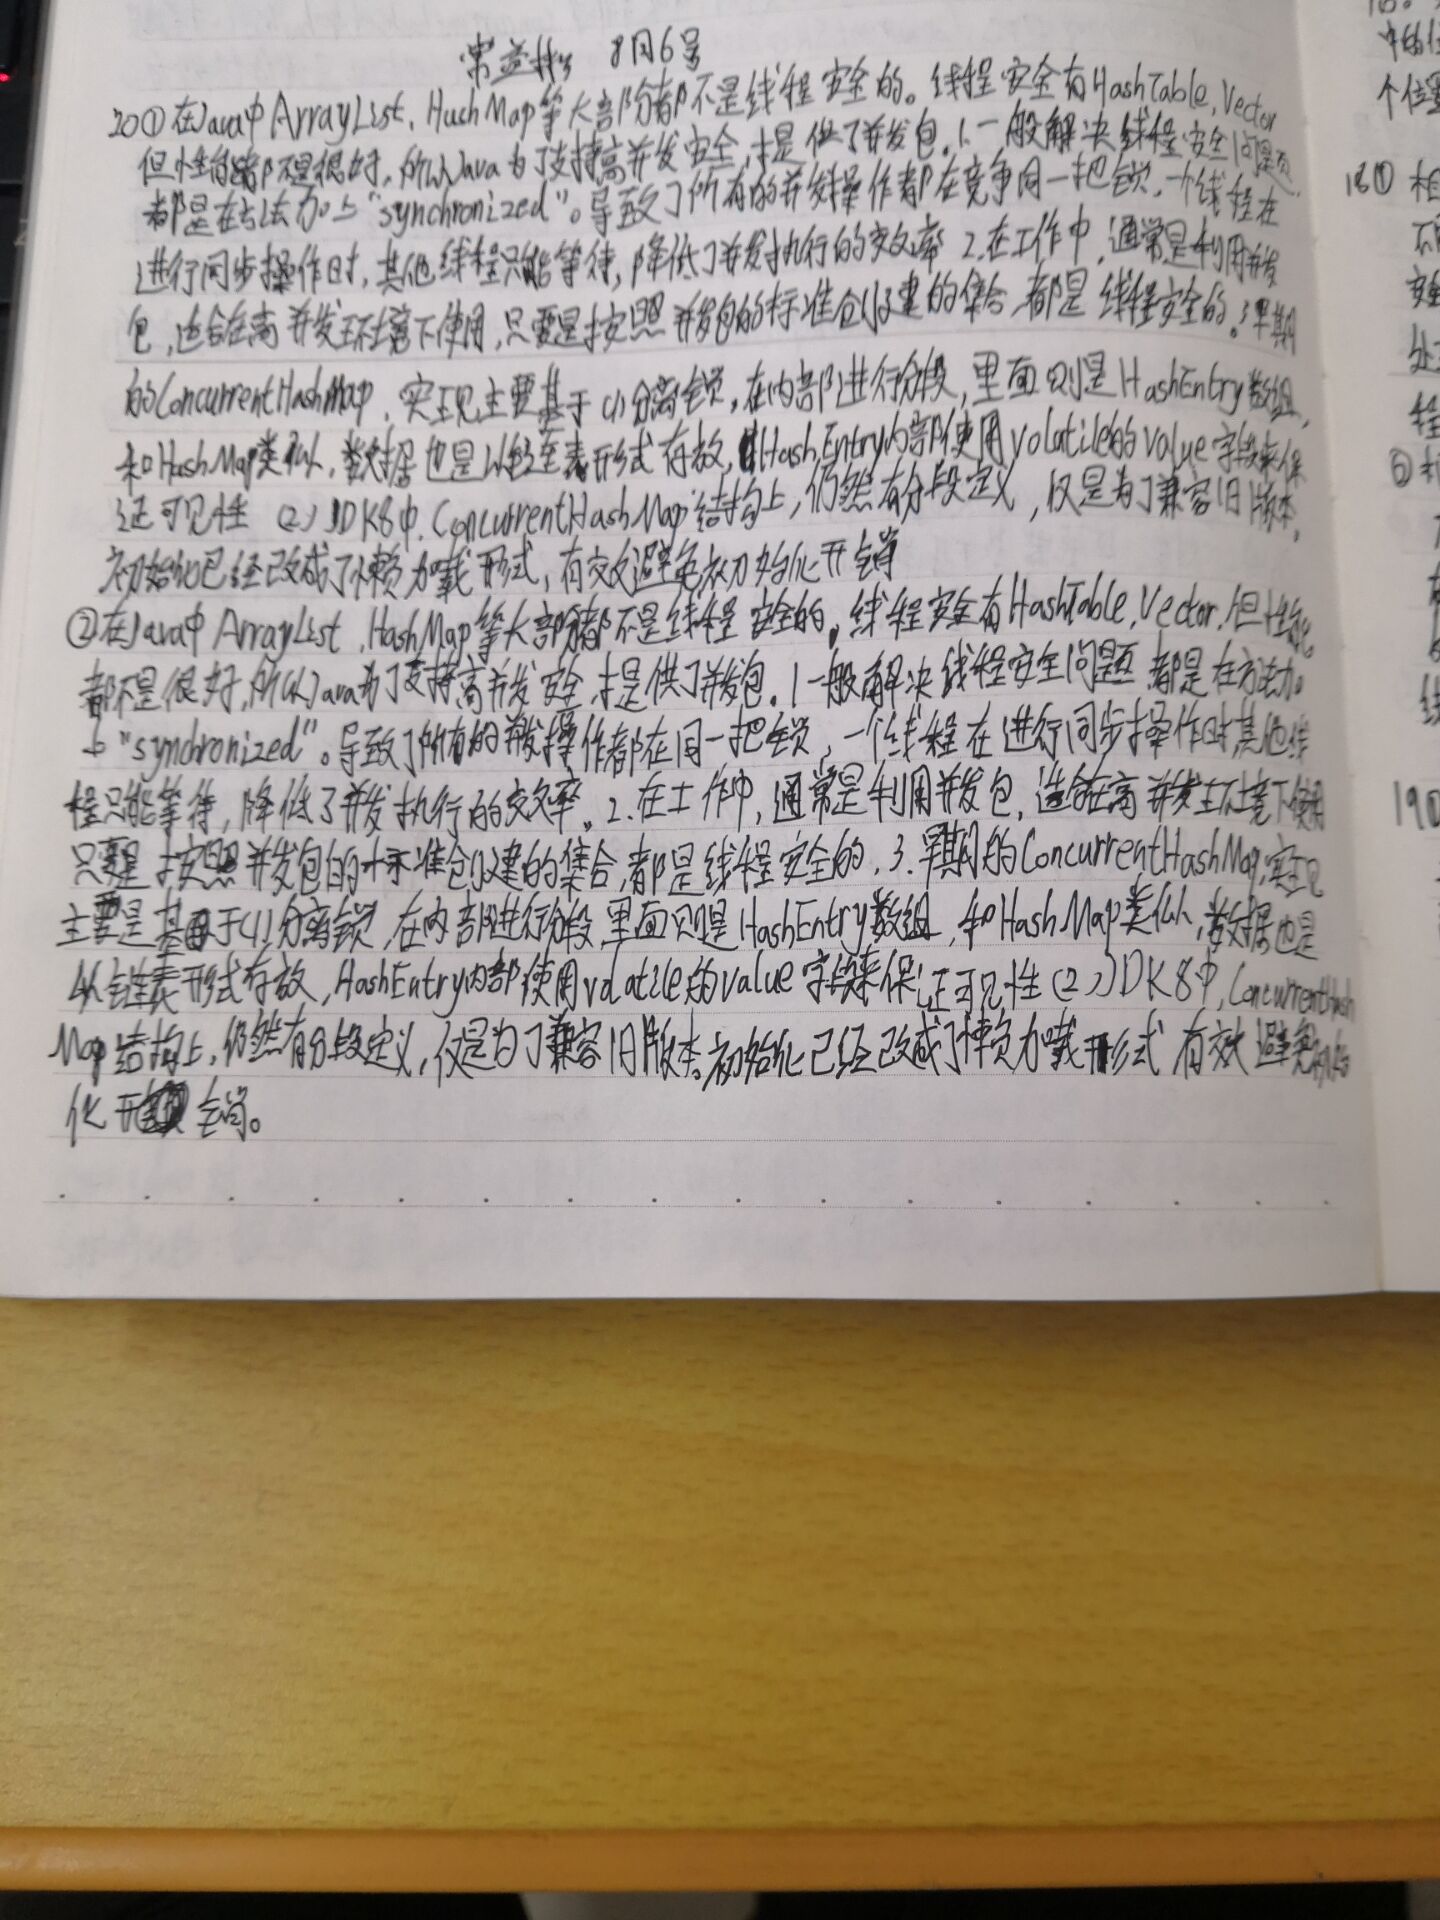 8月6号
20①在Java中ArrayList、HashMap等大部分都不是线程安全的。线程安全有HashTable,Vector
但性能都不是很好,所以Java为了支持高并发安全,才提供了并发包。1.一般解决线程安全问题
都是在方法加上"synchronized"。导致了所有的并发操作都在竞争同一把锁,一个线程在
进行同步操作时,其他线程只能等待,降低了并发执行的效率 2.在工作中,通常是利用并发
包,适合在高并发环境下使用,只要是按照并发包的标准创建的集合,都是线程安全的。3.早期
的ConcurrentHashMap,实现主要基于(1)分离锁,在内部进行分段,里面则是HashEntry数组,
和HashMap类似,数据也是以链表形式存放,HashEntry内部使用volatile的value字段来保
证可见性 (2)JDK8中,ConcurrentHashMap结构上,仍然有分段定义,仅是为了兼容旧版本,
初始化已经改成了懒加载形式,有效避免初始化开销
②在Java中ArrayList,HashMap等大部分都不是线程安全的,线程安全有HashTable,Vector,但性能
都不是很好,所以Java为了支持高并发安全,才提供了并发包.1一般解决线程安全问题,都是在方法加
上"synchronized"。导致了所有的并发操作都在同一把锁,一个线程在进行同步操作时其他线
程只能等待,降低了并发执行的效率。2.在工作中,通常是利用并发包,适合在高并发环境下使用
只要是按照并发包的标准创建的集合,都是线程安全的.3.早期的ConcurrentHashMap,实现
主要是基于(1)分离锁,在内部进行分段,里面则是HashEntry数组,和HashMap类似,数据也是
以链表形式存放,HashEntry内部使用volatile的value字段来保证可见性(2)JDK8中,ConcurrentHash
Map结构上,仍然有分段定义,仅是为了兼容旧版本,初始化已经改成了懒加载形式 有效避免初始
化开销。
中的
个位置
18①
19①